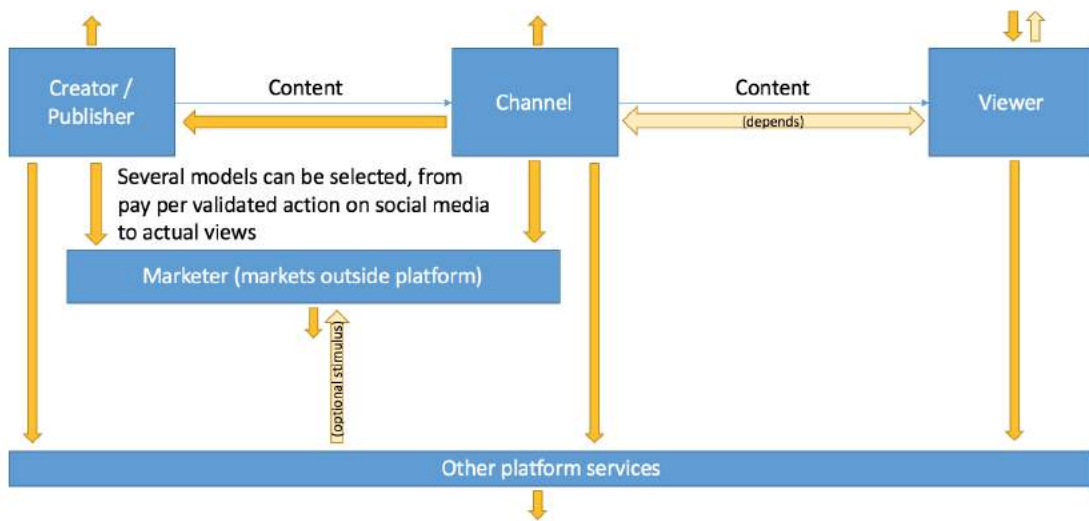 Creator /
Publisher
Content
Channel
Content
Viewer
(depends)
Several models can be selected, from
pay per validated action on social media
to actual views
Marketer (markets outside platform)
(optional stimulus)
Other platform services